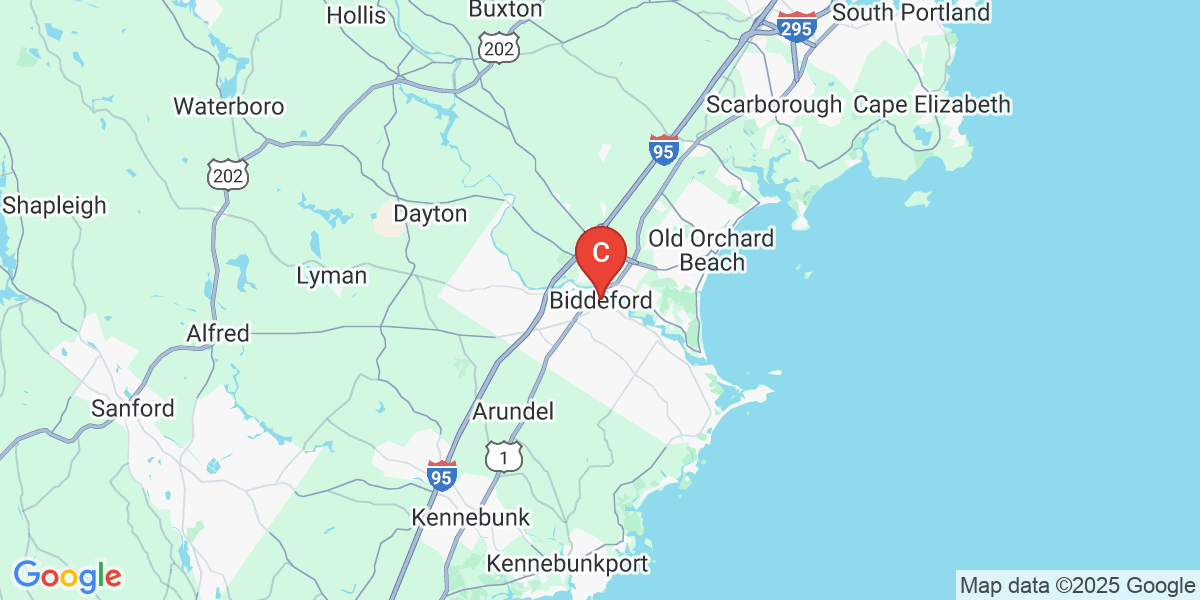 Hollis
Buxton
South Portland
295
202
Waterboro
Scarborough
Cape Elizabeth
95
202
Shapleigh
Dayton
Old Orchard
Beach
C
Lyman
Biddeford
Alfred
Sanford
Arundel
1
95
Kennebunk
Kennebunkport
Google
Map data ©2025 Google